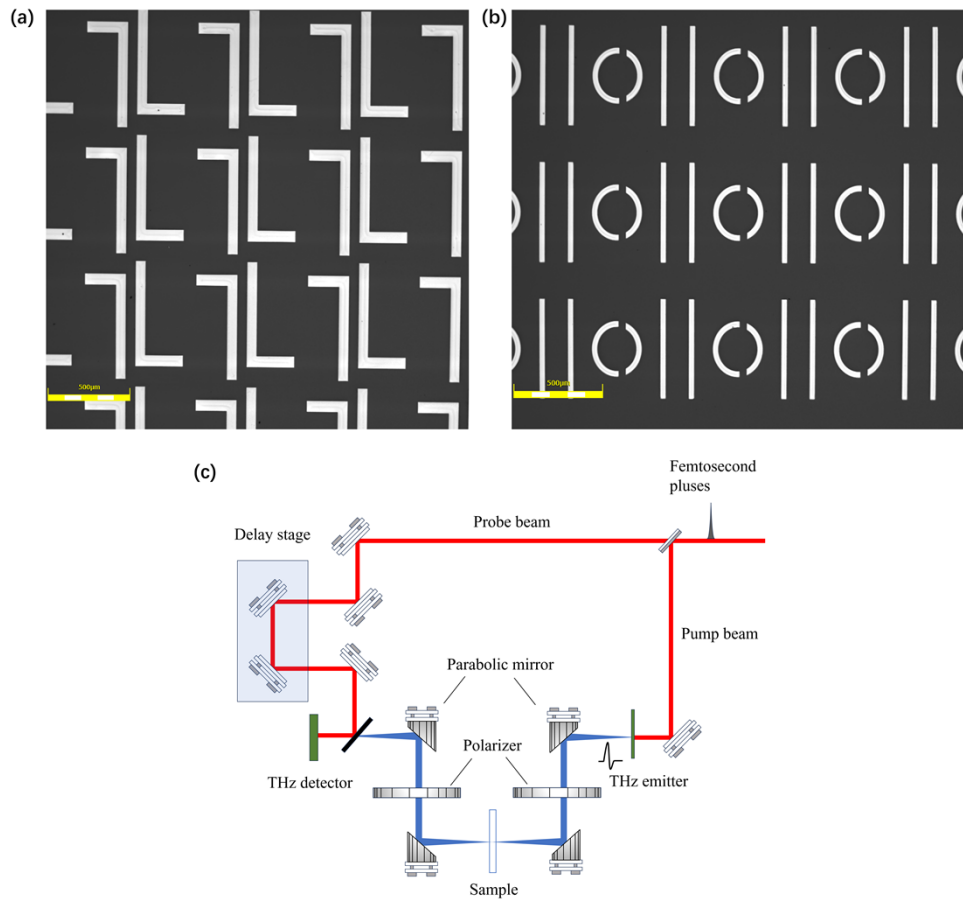 (a)
(b)
500μm
500μm
(c)
Femtosecond
pluses
Probe beam
Delay stage
Pump beam
Parabolic mirror
Polarizer
THz detector
THz emitter
Sample